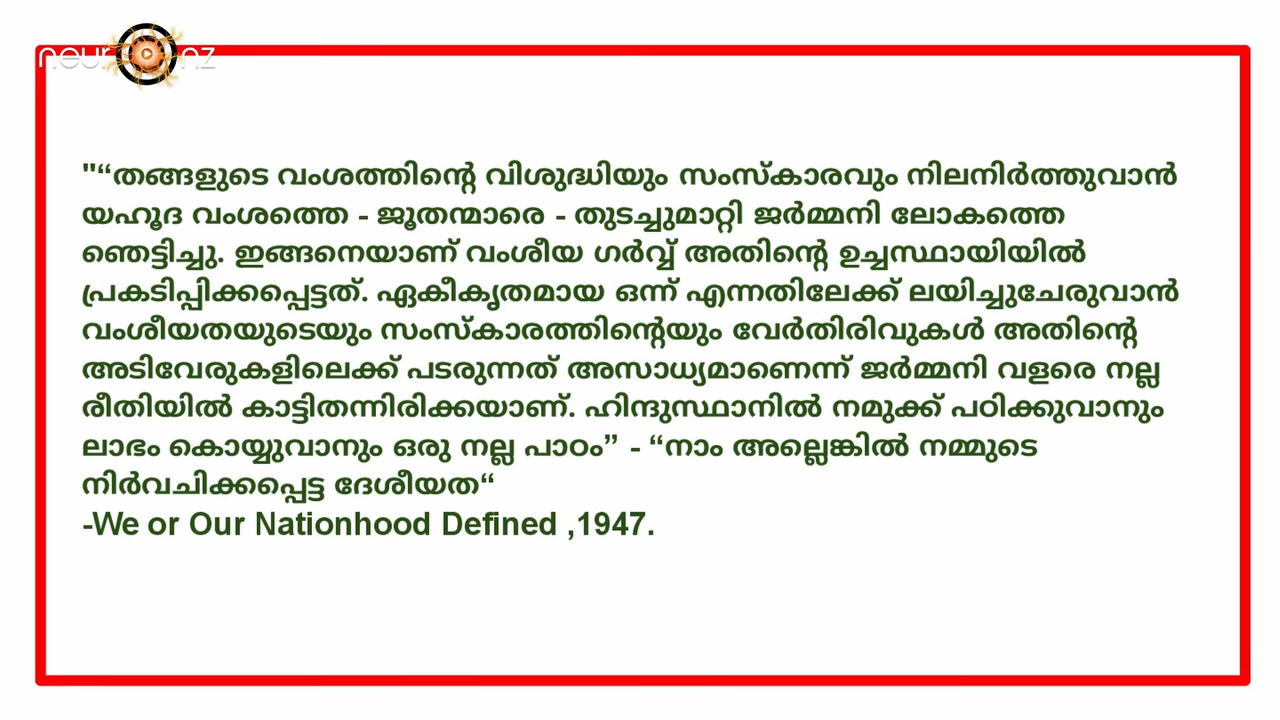 neuronz
"“തങ്ങളുടെ വംശത്തിന്റെ വിശുദ്ധിയും സംസ്കാരവും നിലനിർത്തുവാൻ
യഹൂദ വംശത്തെ - ജൂതന്മാരെ - തുടച്ചുമാറ്റി ജർമ്മനി ലോകത്തെ
ഞെട്ടിച്ചു. ഇങ്ങനെയാണ് വംശീയ ഗർവ്വ് അതിന്റെ ഉച്ചസ്ഥായിയിൽ
പ്രകടിപ്പിക്കപ്പെട്ടത്. ഏകീകൃതമായ ഒന്ന് എന്നതിലേക്ക് ലയിച്ചുചേരുവാൻ
വംശീയതയുടെയും സംസ്കാരത്തിന്റെയും വേർതിരിവുകൾ അതിന്റെ
അടിവേരുകളിലെക്ക് പടരുന്നത് അസാധ്യമാണെന്ന് ജർമ്മനി വളരെ നല്ല
രീതിയിൽ കാട്ടിതന്നിരിക്കയാണ്. ഹിന്ദുസ്ഥാനിൽ നമുക്ക് പഠിക്കുവാനും
ലാഭം കൊയ്യുവാനും ഒരു നല്ല പാഠം” - “നാം അല്ലെങ്കിൽ നമ്മുടെ
നിർവചിക്കപ്പെട്ട ദേശീയത“
-We or Our Nationhood Defined ,1947.